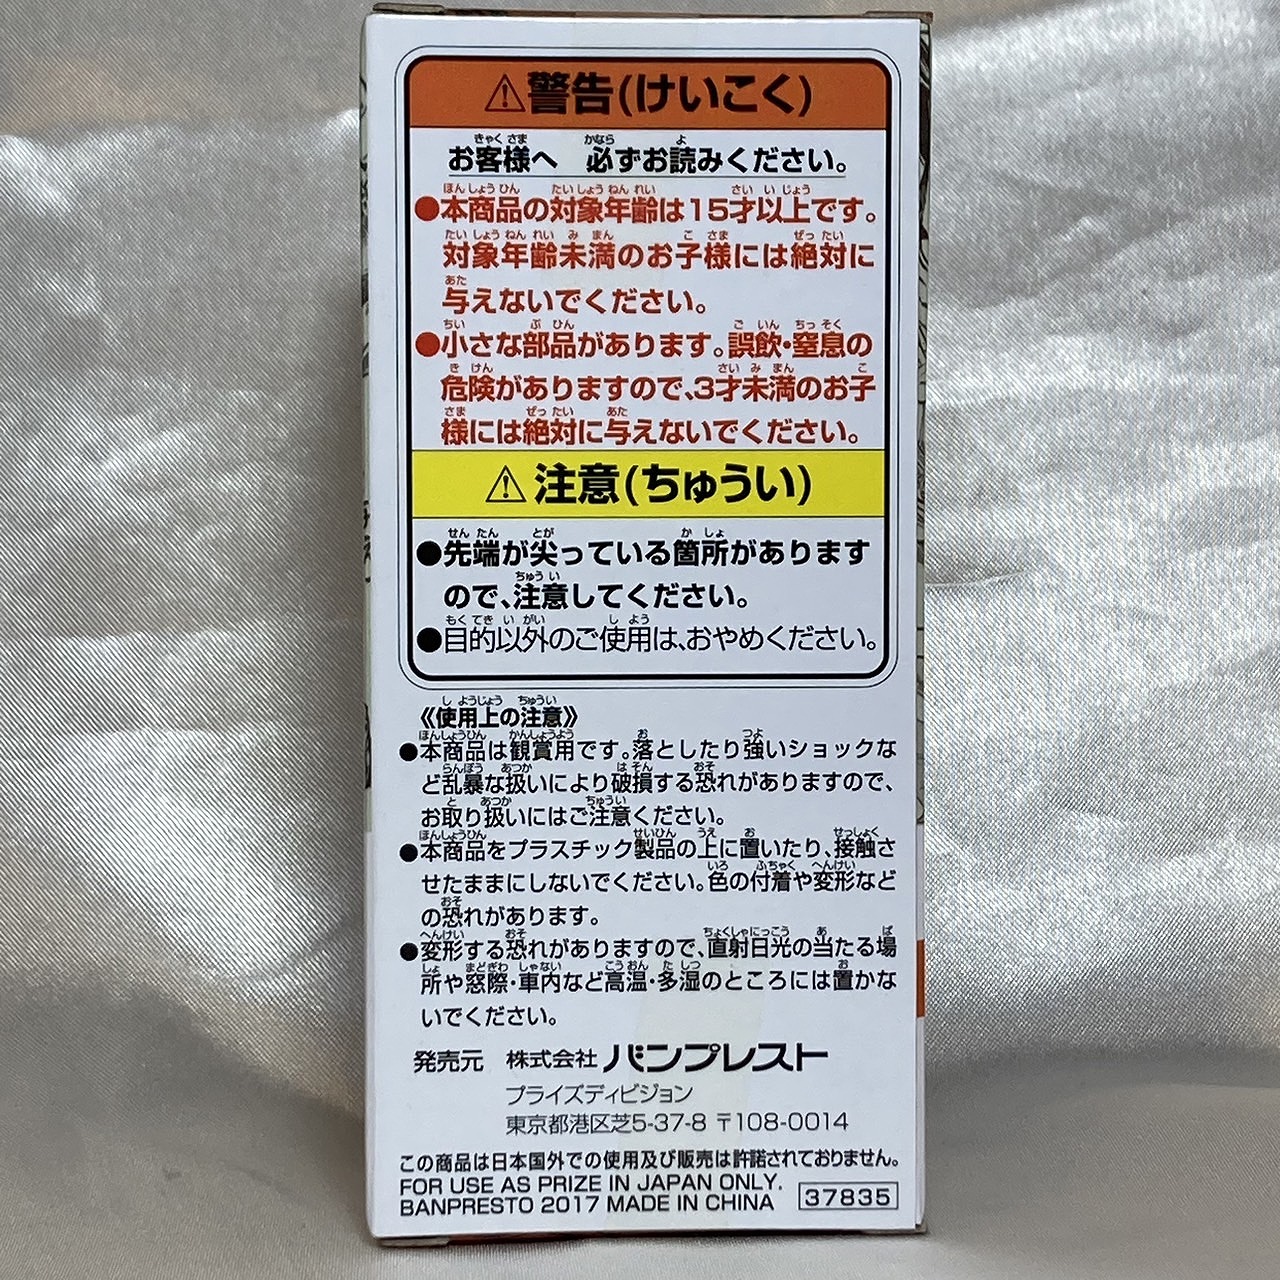 ⚠警告(けいこく)
お客様へ 必ずお読みください。
●本商品の対象年齢は15才以上です。
対象年齢未満のお子様には絶対に
与えないでください。
●小さな部品があります。誤飲・窒息の
危険がありますので、3才未満のお子
様には絶対に与えないでください。
⚠注意(ちゅうい)
●先端が尖っている箇所があります
ので、注意してください。
●目的以外のご使用は、おやめください。
《使用上の注意》
●本商品は観賞用です。落としたり強いショックな
ど乱暴な扱いにより破損する恐れがありますので、
お取り扱いにはご注意ください。
●本商品をプラスチック製品の上に置いたり、接触さ
せたままにしないでください。色の付着や変形など
の恐れがあります。
●変形する恐れがありますので、直射日光の当たる場
所や窓際・車内など高温・多湿のところには置かな
いでください。
発売元 株式会社 バンプレスト
プライズディビジョン
東京都港区芝5-37-8 〒108-0014
この商品は日本国外での使用及び販売は許諾されておりません。
FOR USE AS PRIZE IN JAPAN ONLY.
BANPRESTO 2017 MADE IN CHINA 37835